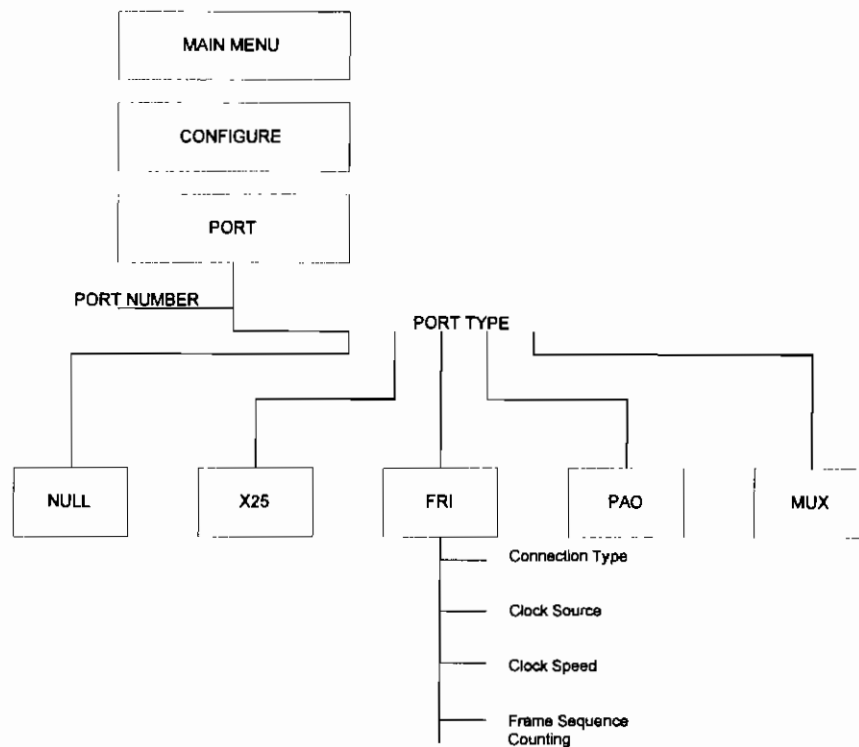 MAIN MENU
CONFIGURE
PORT
PORT NUMBER
PORT TYPE
NULL
X25
FRI
PAO
MUX
Connection Type
Clock Source
Clock Speed
Frame Sequence
Counting